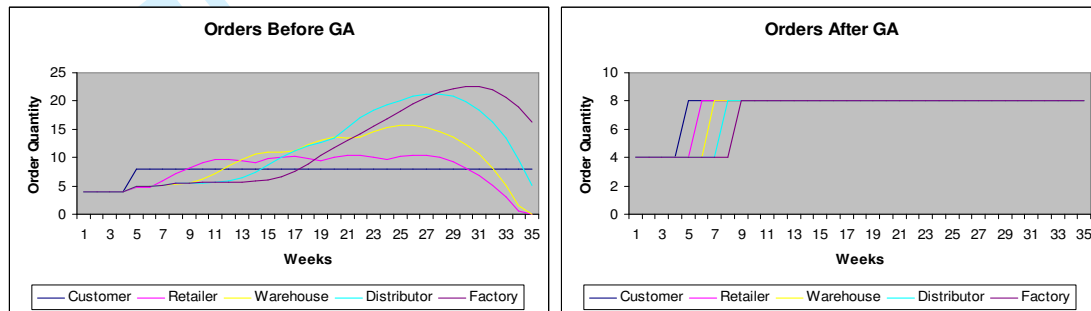 Orders Before GA
25
20
15
10
5
0
Order Quantity
1 3 5 7 9 11 13 15 17 19 21 23 25 27 29 31 33 35
Weeks
Customer Retailer Warehouse Distributor Factory
Orders After GA
10
8
6
4
2
0
Order Quantity
1 3 5 7 9 11 13 15 17 19 21 23 25 27 29 31 33 35
Weeks
Customer Retailer Warehouse Distributor Factory